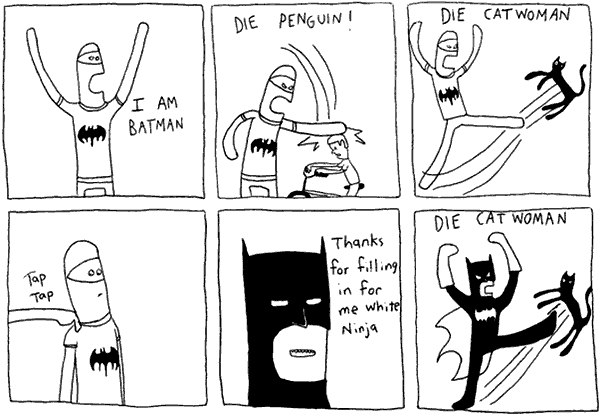 I AM
BATMAN
DIE PENGUIN!
DIE CATWOMAN
Tap
Tap
Thanks
for filling
in for
me white
Ninja
DIE CATWOMAN